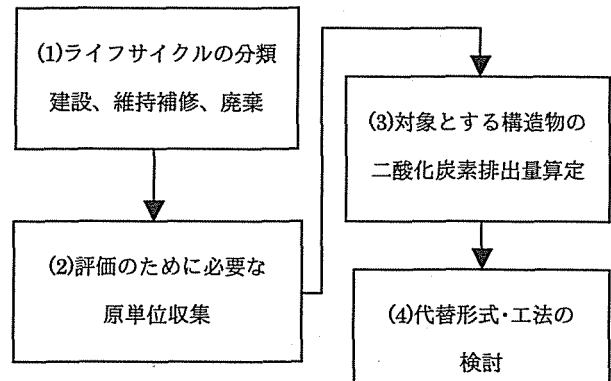 (1)ライフサイクルの分類
建設、維持補修、廃棄
(2)評価のために必要な
原単位収集
(3)対象とする構造物の
二酸化炭素排出量算定
(4)代替形式・工法の
検討